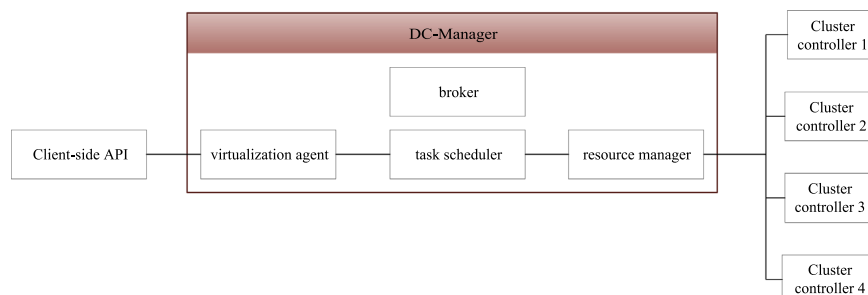 DC-Manager
broker
Client-side API
virtualization agent
task scheduler
resource manager
Cluster
controller 1
Cluster
controller 2
Cluster
controller 3
Cluster
controller 4